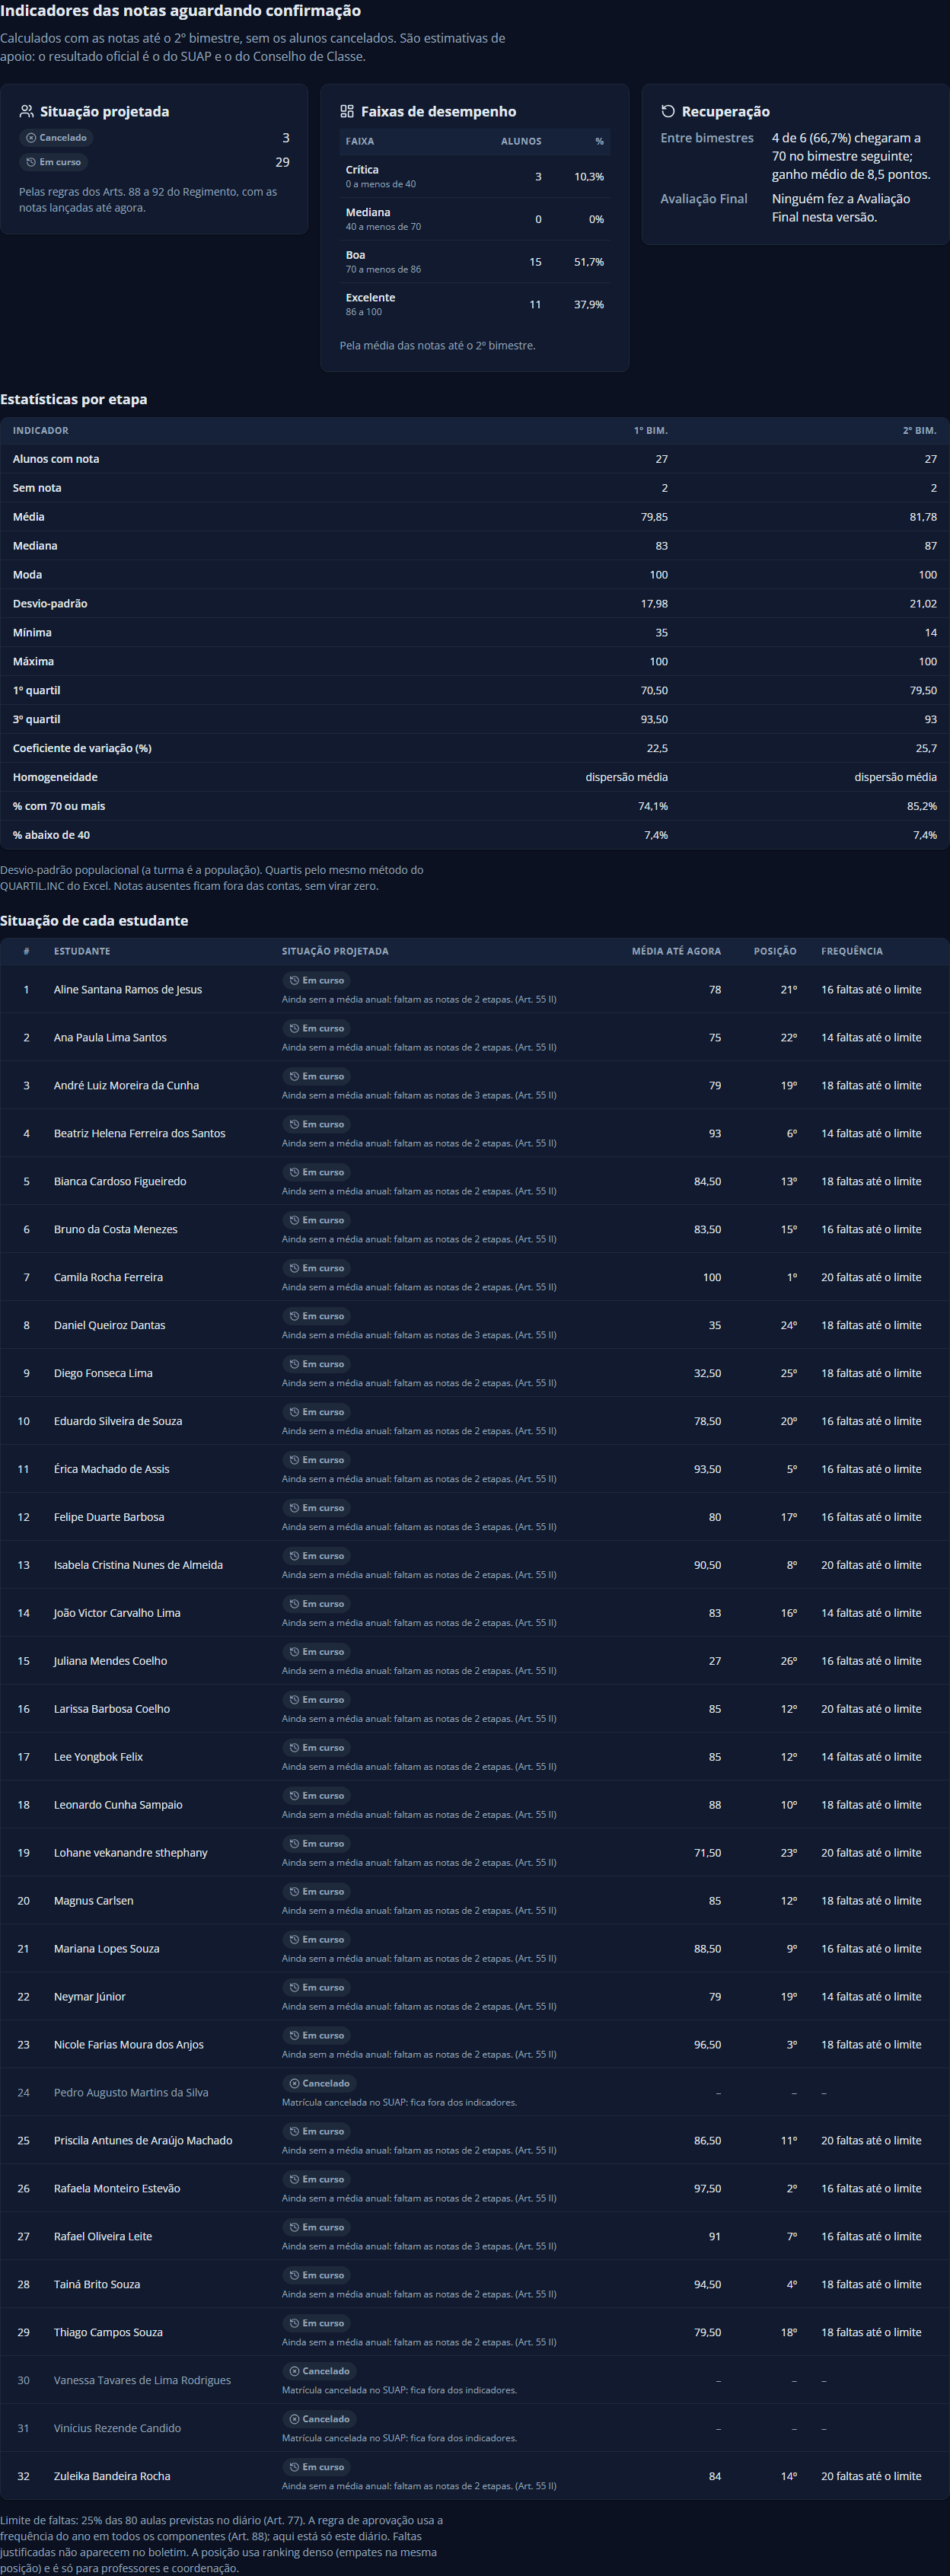 Indicadores das notas aguardando confirmação
Calculados com as notas até o 2º bimestre, sem os alunos cancelados. São estimativas de
apoio: o resultado oficial é o do SUAP e o do Conselho de Classe.
Situação projetada
Cancelado 3
Em curso 29
Pelas regras dos Arts. 88 a 92 do Regimento, com as
notas lançadas até agora.
Faixas de desempenho
FAIXA ALUNOS %
Crítica
0 a menos de 40
3 10,3%
Mediana
40 a menos de 70
0 0%
Boa
70 a menos de 86
15 51,7%
Excelente
86 a 100
11 37,9%
Pela média das notas até o 2º bimestre.
Recuperação
Entre bimestres 4 de 6 (66,7%) chegaram a
70 no bimestre seguinte;
ganho médio de 8,5 pontos.
Avaliação Final Ninguém fez a Avaliação
Final nesta versão.
Estatísticas por etapa
INDICADOR 1º BIM. 2º BIM.
Alunos com nota 27 27
Sem nota 2 2
Média 79,85 81,78
Mediana 83 87
Moda 100 100
Desvio-padrão 17,98 21,02
Mínima 35 14
Máxima 100 100
1º quartil 70,50 79,50
3º quartil 93,50 93
Coeficiente de variação (%) 22,5 25,7
Homogeneidade dispersão média dispersão média
% com 70 ou mais 74,1% 85,2%
% abaixo de 40 7,4% 7,4%
Desvio-padrão populacional (a turma é a população). Quartis pelo mesmo método do
QUARTIL.INC do Excel. Notas ausentes ficam fora das contas, sem virar zero.
Situação de cada estudante
# ESTUDANTE SITUAÇÃO PROJETADA MÉDIA ATÉ AGORA POSIÇÃO FREQUÊNCIA
1 Aline Santana Ramos de Jesus Em curso 78 21º 16 faltas até o limite
Ainda sem a média anual: faltam as notas de 2 etapas. (Art. 55 II)
2 Ana Paula Lima Santos Em curso 75 22º 14 faltas até o limite
Ainda sem a média anual: faltam as notas de 2 etapas. (Art. 55 II)
3 André Luiz Moreira da Cunha Em curso 79 19º 18 faltas até o limite
Ainda sem a média anual: faltam as notas de 3 etapas. (Art. 55 II)
4 Beatriz Helena Ferreira dos Santos Em curso 93 6º 14 faltas até o limite
Ainda sem a média anual: faltam as notas de 2 etapas. (Art. 55 II)
5 Bianca Cardoso Figueiredo Em curso 84,50 13º 18 faltas até o limite
Ainda sem a média anual: faltam as notas de 2 etapas. (Art. 55 II)
6 Bruno da Costa Menezes Em curso 83,50 15º 16 faltas até o limite
Ainda sem a média anual: faltam as notas de 2 etapas. (Art. 55 II)
7 Camila Rocha Ferreira Em curso 100 1º 20 faltas até o limite
Ainda sem a média anual: faltam as notas de 2 etapas. (Art. 55 II)
8 Daniel Queiroz Dantas Em curso 35 24º 18 faltas até o limite
Ainda sem a média anual: faltam as notas de 3 etapas. (Art. 55 II)
9 Diego Fonseca Lima Em curso 32,50 25º 18 faltas até o limite
Ainda sem a média anual: faltam as notas de 2 etapas. (Art. 55 II)
10 Eduardo Silveira de Souza Em curso 78,50 20º 16 faltas até o limite
Ainda sem a média anual: faltam as notas de 2 etapas. (Art. 55 II)
11 Érica Machado de Assis Em curso 93,50 5º 16 faltas até o limite
Ainda sem a média anual: faltam as notas de 2 etapas. (Art. 55 II)
12 Felipe Duarte Barbosa Em curso 80 17º 16 faltas até o limite
Ainda sem a média anual: faltam as notas de 3 etapas. (Art. 55 II)
13 Isabela Cristina Nunes de Almeida Em curso 90,50 8º 20 faltas até o limite
Ainda sem a média anual: faltam as notas de 2 etapas. (Art. 55 II)
14 João Victor Carvalho Lima Em curso 83 16º 14 faltas até o limite
Ainda sem a média anual: faltam as notas de 2 etapas. (Art. 55 II)
15 Juliana Mendes Coelho Em curso 27 26º 16 faltas até o limite
Ainda sem a média anual: faltam as notas de 2 etapas. (Art. 55 II)
16 Larissa Barbosa Coelho Em curso 85 12º 20 faltas até o limite
Ainda sem a média anual: faltam as notas de 2 etapas. (Art. 55 II)
17 Lee Yongbok Felix Em curso 85 12º 14 faltas até o limite
Ainda sem a média anual: faltam as notas de 2 etapas. (Art. 55 II)
18 Leonardo Cunha Sampaio Em curso 88 10º 18 faltas até o limite
Ainda sem a média anual: faltam as notas de 2 etapas. (Art. 55 II)
19 Lohane vekanandre sthephany Em curso 71,50 23º 20 faltas até o limite
Ainda sem a média anual: faltam as notas de 2 etapas. (Art. 55 II)
20 Magnus Carlsen Em curso 85 12º 18 faltas até o limite
Ainda sem a média anual: faltam as notas de 2 etapas. (Art. 55 II)
21 Mariana Lopes Souza Em curso 88,50 9º 16 faltas até o limite
Ainda sem a média anual: faltam as notas de 2 etapas. (Art. 55 II)
22 Neymar Júnior Em curso 79 19º 14 faltas até o limite
Ainda sem a média anual: faltam as notas de 2 etapas. (Art. 55 II)
23 Nicole Farias Moura dos Anjos Em curso 96,50 3º 18 faltas até o limite
Ainda sem a média anual: faltam as notas de 2 etapas. (Art. 55 II)
24 Pedro Augusto Martins da Silva Cancelado – – –
Matrícula cancelada no SUAP: fica fora dos indicadores.
25 Priscila Antunes de Araújo Machado Em curso 86,50 11º 20 faltas até o limite
Ainda sem a média anual: faltam as notas de 2 etapas. (Art. 55 II)
26 Rafaela Monteiro Estevão Em curso 97,50 2º 16 faltas até o limite
Ainda sem a média anual: faltam as notas de 2 etapas. (Art. 55 II)
27 Rafael Oliveira Leite Em curso 91 7º 16 faltas até o limite
Ainda sem a média anual: faltam as notas de 3 etapas. (Art. 55 II)
28 Tainá Brito Souza Em curso 94,50 4º 18 faltas até o limite
Ainda sem a média anual: faltam as notas de 2 etapas. (Art. 55 II)
29 Thiago Campos Souza Em curso 79,50 18º 18 faltas até o limite
Ainda sem a média anual: faltam as notas de 2 etapas. (Art. 55 II)
30 Vanessa Tavares de Lima Rodrigues Cancelado – – –
Matrícula cancelada no SUAP: fica fora dos indicadores.
31 Vinícius Rezende Candido Cancelado – – –
Matrícula cancelada no SUAP: fica fora dos indicadores.
32 Zuleika Bandeira Rocha Em curso 84 14º 20 faltas até o limite
Ainda sem a média anual: faltam as notas de 2 etapas. (Art. 55 II)
Limite de faltas: 25% das 80 aulas previstas no diário (Art. 77). A regra de aprovação usa a
frequência do ano em todos os componentes (Art. 88); aqui está só este diário. Faltas
justificadas não aparecem no boletim. A posição usa ranking denso (empates na mesma
posição) e é só para professores e coordenação.